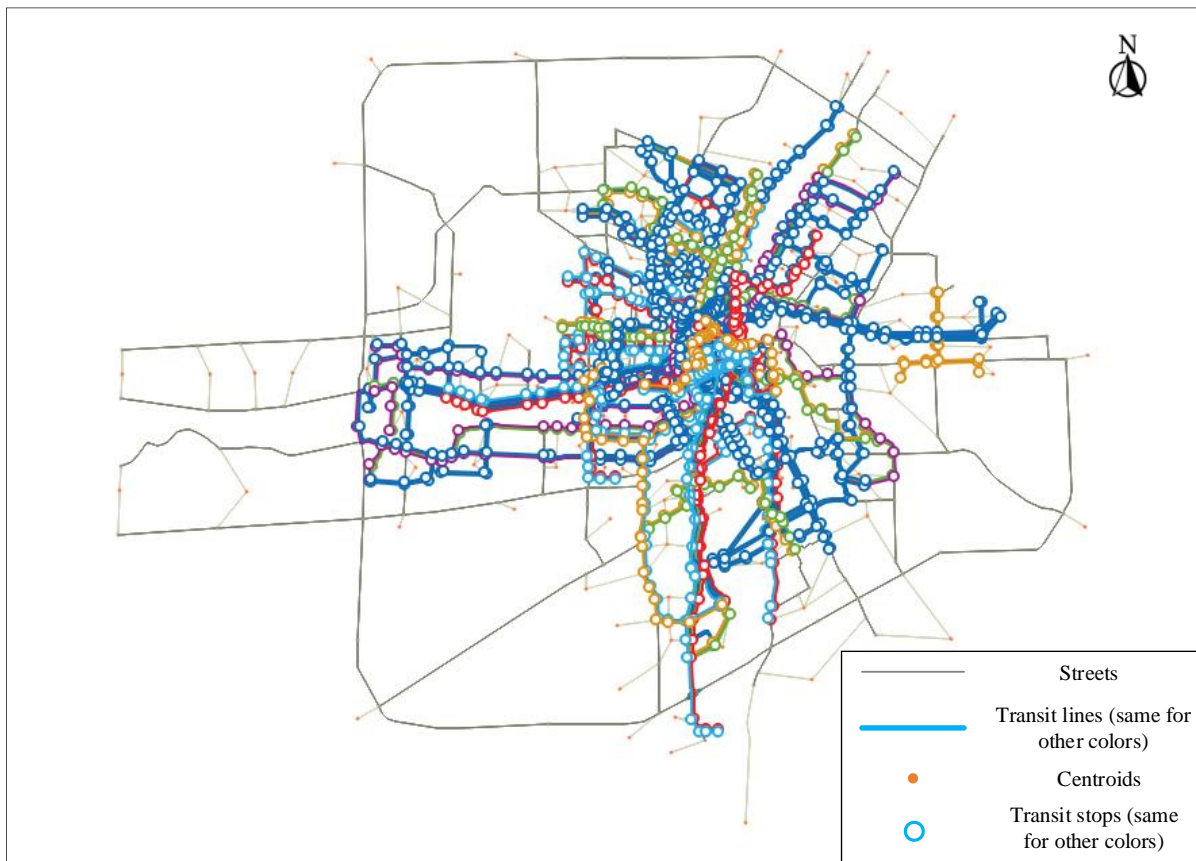 N
Streets
Transit lines (same for
other colors)
Centroids
Transit stops (same
for other colors)